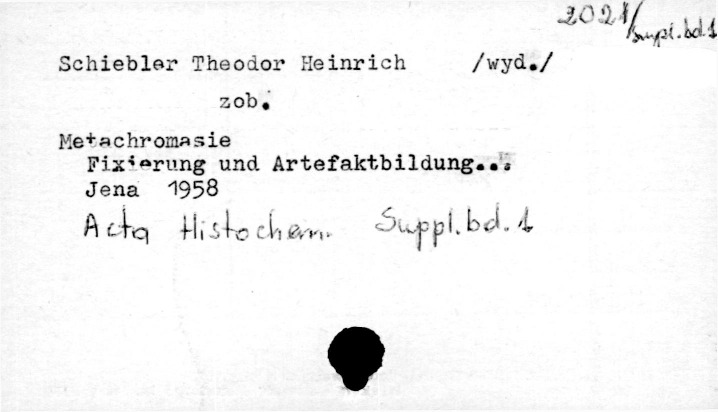 2021/Suppl.bd.1
Schiebler Theodor Heinrich /wyd./
zob.
Metachromasie
Fixierung und Artefaktbildung...
Jena 1958
Acta Histochem. Suppl.bd.1